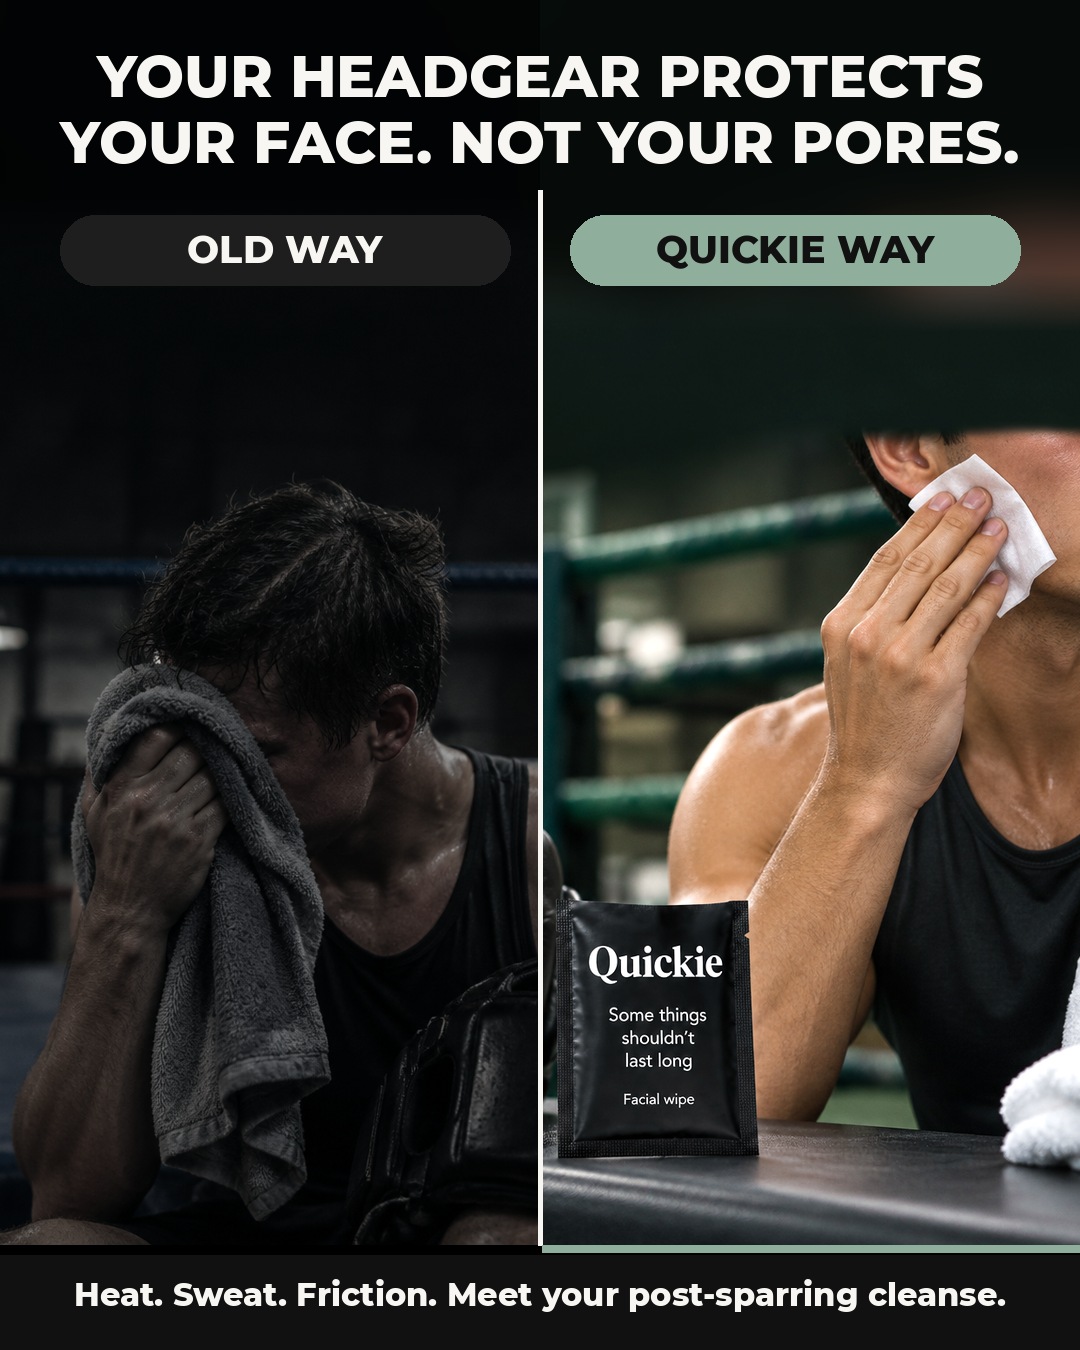 YOUR HEADGEAR PROTECTS
YOUR FACE. NOT YOUR PORES.
OLD WAY
QUICKIE WAY
Quickie
Some things
shouldn't
last long
Facial wipe
Heat. Sweat. Friction. Meet your post-sparring cleanse.